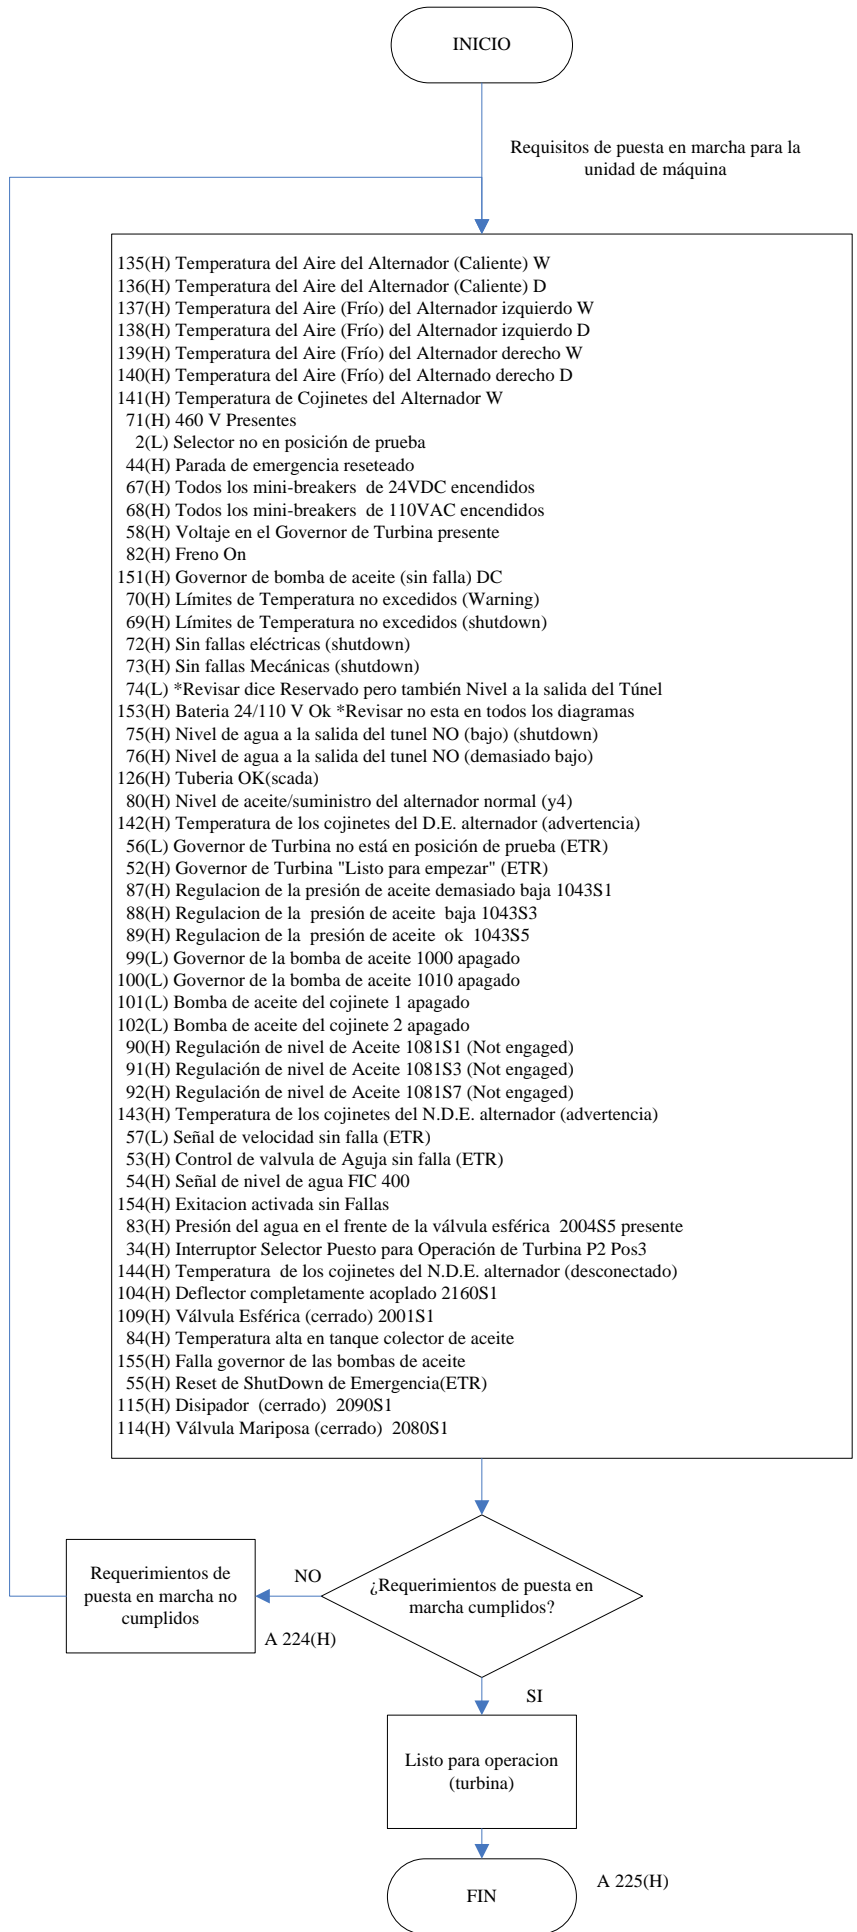 INICIO
Requisitos de puesta en marcha para la
unidad de máquina
135(H) Temperatura del Aire del Alternador (Caliente) W
136(H) Temperatura del Aire del Alternador (Caliente) D
137(H) Temperatura del Aire (Frío) del Alternador izquierdo W
138(H) Temperatura del Aire (Frío) del Alternador izquierdo D
139(H) Temperatura del Aire (Frío) del Alternador derecho W
140(H) Temperatura del Aire (Frío) del Alternado derecho D
141(H) Temperatura de Cojinetes del Alternador W
71(H) 460 V Presentes
2(L) Selector no en posición de prueba
44(H) Parada de emergencia reseteado
67(H) Todos los mini-breakers de 24VDC encendidos
68(H) Todos los mini-breakers de 110VAC encendidos
58(H) Voltaje en el Governor de Turbina presente
82(H) Freno On
151(H) Governor de bomba de aceite (sin falla) DC
70(H) Límites de Temperatura no excedidos (Warning)
69(H) Límites de Temperatura no excedidos (shutdown)
72(H) Sin fallas eléctricas (shutdown)
73(H) Sin fallas Mecánicas (shutdown)
74(L) *Revisar dice Reservado pero también Nivel a la salida del Túnel
153(H) Bateria 24/110 V Ok *Revisar no esta en todos los diagramas
75(H) Nivel de agua a la salida del tunel NO (bajo) (shutdown)
76(H) Nivel de agua a la salida del tunel NO (demasiado bajo)
126(H) Tuberia OK(scada)
80(H) Nivel de aceite/suministro del alternador normal (y4)
142(H) Temperatura de los cojinetes del D.E. alternador (advertencia)
56(L) Governor de Turbina no está en posición de prueba (ETR)
52(H) Governor de Turbina "Listo para empezar" (ETR)
87(H) Regulacion de la presión de aceite demasiado baja 1043S1
88(H) Regulacion de la presión de aceite baja 1043S3
89(H) Regulacion de la presión de aceite ok 1043S5
99(L) Governor de la bomba de aceite 1000 apagado
100(L) Governor de la bomba de aceite 1010 apagado
101(L) Bomba de aceite del cojinete 1 apagado
102(L) Bomba de aceite del cojinete 2 apagado
90(H) Regulación de nivel de Aceite 1081S1 (Not engaged)
91(H) Regulación de nivel de Aceite 1081S3 (Not engaged)
92(H) Regulación de nivel de Aceite 1081S7 (Not engaged)
143(H) Temperatura de los cojinetes del N.D.E. alternador (advertencia)
57(L) Señal de velocidad sin falla (ETR)
53(H) Control de valvula de Aguja sin falla (ETR)
54(H) Señal de nivel de agua FIC 400
154(H) Exitacion activada sin Fallas
83(H) Presión del agua en el frente de la válvula esférica 2004S5 presente
34(H) Interruptor Selector Puesto para Operación de Turbina P2 Pos3
144(H) Temperatura de los cojinetes del N.D.E. alternador (desconectado)
104(H) Deflector completamente acoplado 2160S1
109(H) Válvula Esférica (cerrado) 2001S1
84(H) Temperatura alta en tanque colector de aceite
155(H) Falla governor de las bombas de aceite
55(H) Reset de ShutDown de Emergencia(ETR)
115(H) Disipador (cerrado) 2090S1
114(H) Válvula Mariposa (cerrado) 2080S1
¿Requerimientos de puesta en
marcha cumplidos?
NO
Requerimientos de
puesta en marcha no
cumplidos
A 224(H)
SI
Listo para operacion
(turbina)
FIN
A 225(H)